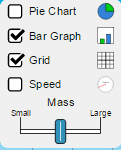 Pie Chart
Bar Graph
Grid
Speed
Mass
Small Large